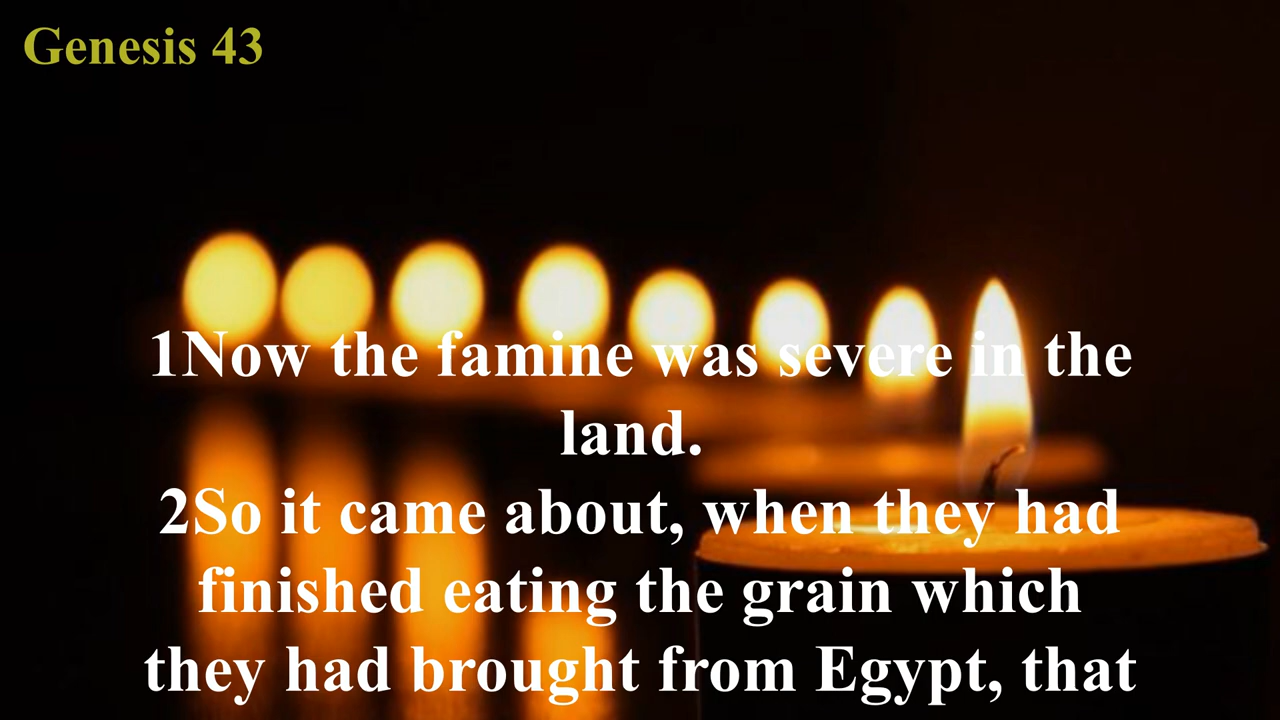 Genesis 43
1Now the famine was severe in the
land.
2So it came about, when they had
finished eating the grain which
they had brought from Egypt, that